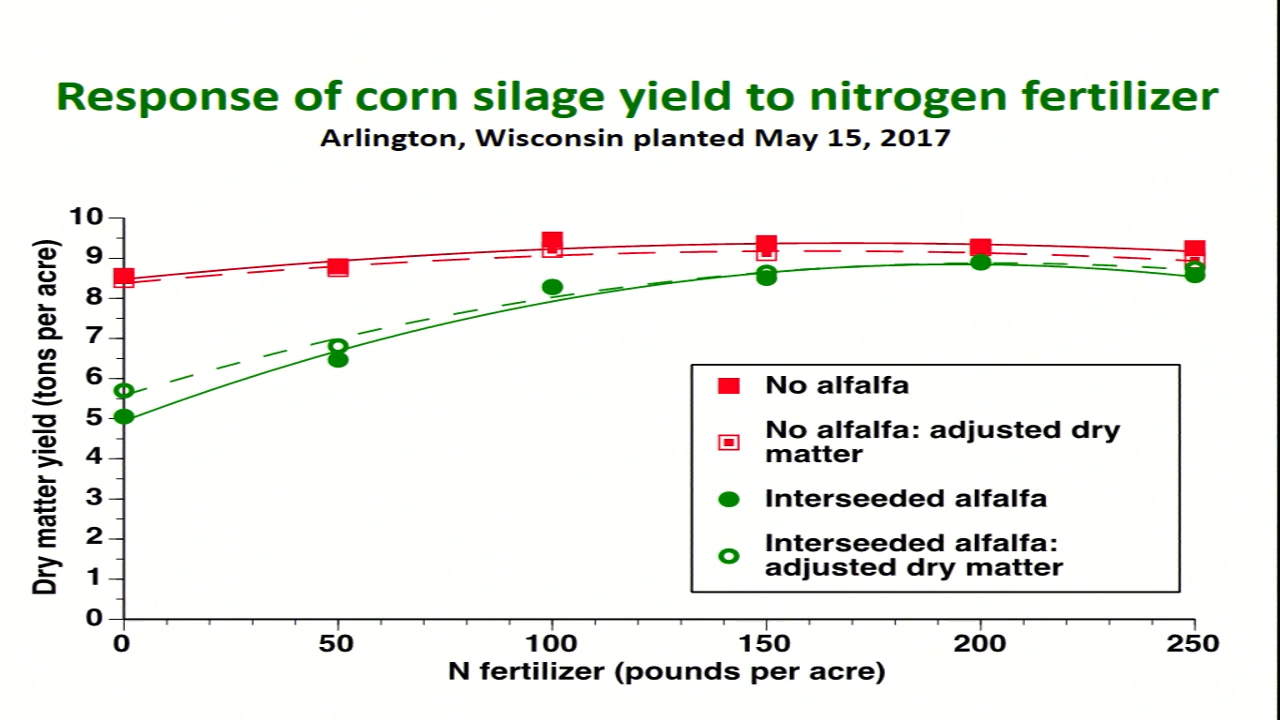 Response of corn silage yield to nitrogen fertilizer
Arlington, Wisconsin planted May 15, 2017
Dry matter yield (tons per acre)
10
9
8
7
6
5
4
3
2
1
0
No alfalfa
No alfalfa: adjusted dry
matter
Interseeded alfalfa
Interseeded alfalfa:
adjusted dry matter
0 50 100 150 200 250
N fertilizer (pounds per acre)